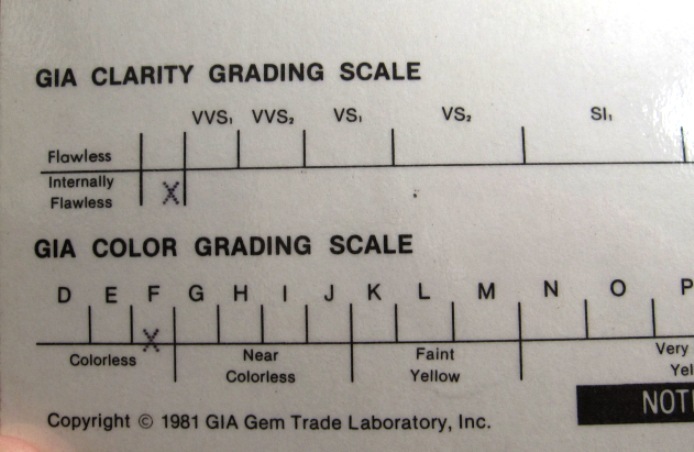 GIA CLARITY GRADING SCALE
VVS₁ VVS₂ VS₁ VS₂ SI₁
Flawless
Internally
Flawless
X
GIA COLOR GRADING SCALE
D E F G H I J K L M N O P
X
Colorless Near Colorless Faint Yellow Very
Copyright © 1981 GIA Gem Trade Laboratory, Inc.